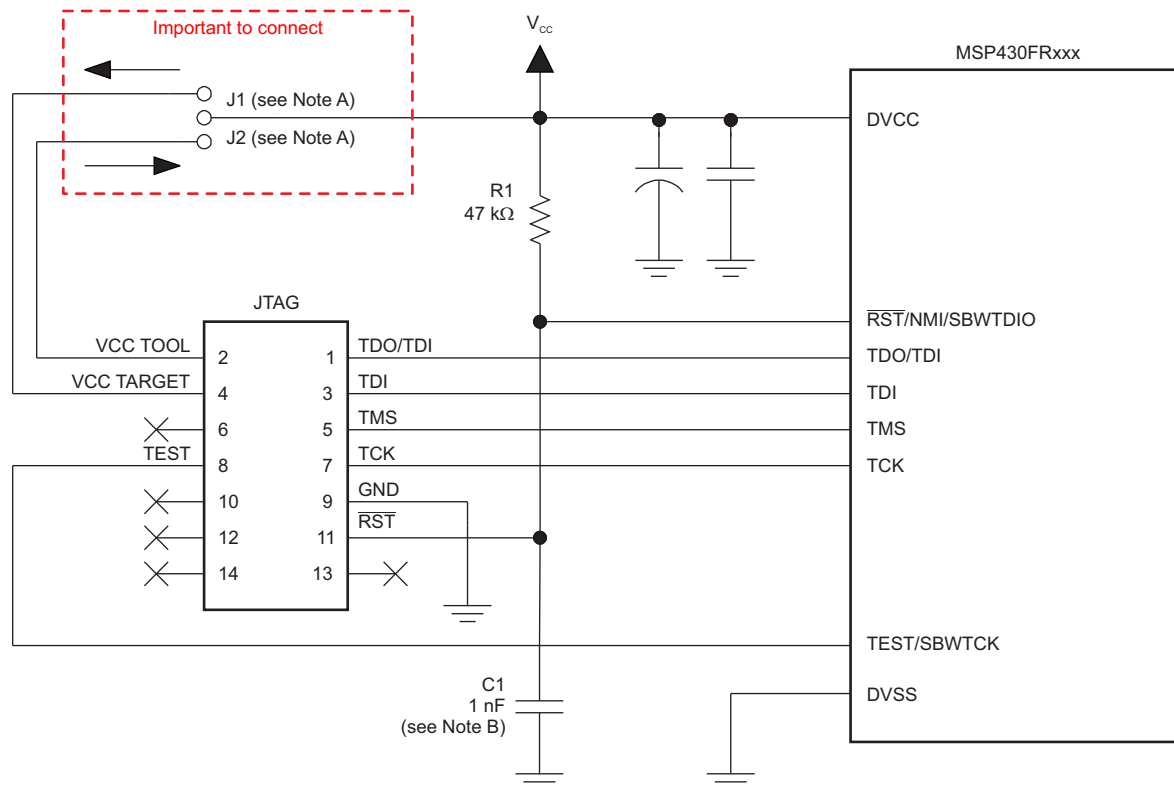 Important to connect
J1 (see Note A)
J2 (see Note A)
VCC
MSP430FRxxx
DVCC
R1
47 kΩ
JTAG
VCC TOOL
2
1
TDO/TDI
VCC TARGET
4
3
TDI
6
5
TMS
TEST
8
7
TCK
10
9
GND
12
11
RST
14
13
RST/NMI/SBWTDIO
TDO/TDI
TDI
TMS
TCK
TEST/SBWTCK
DVSS
C1
1 nF
(see Note B)